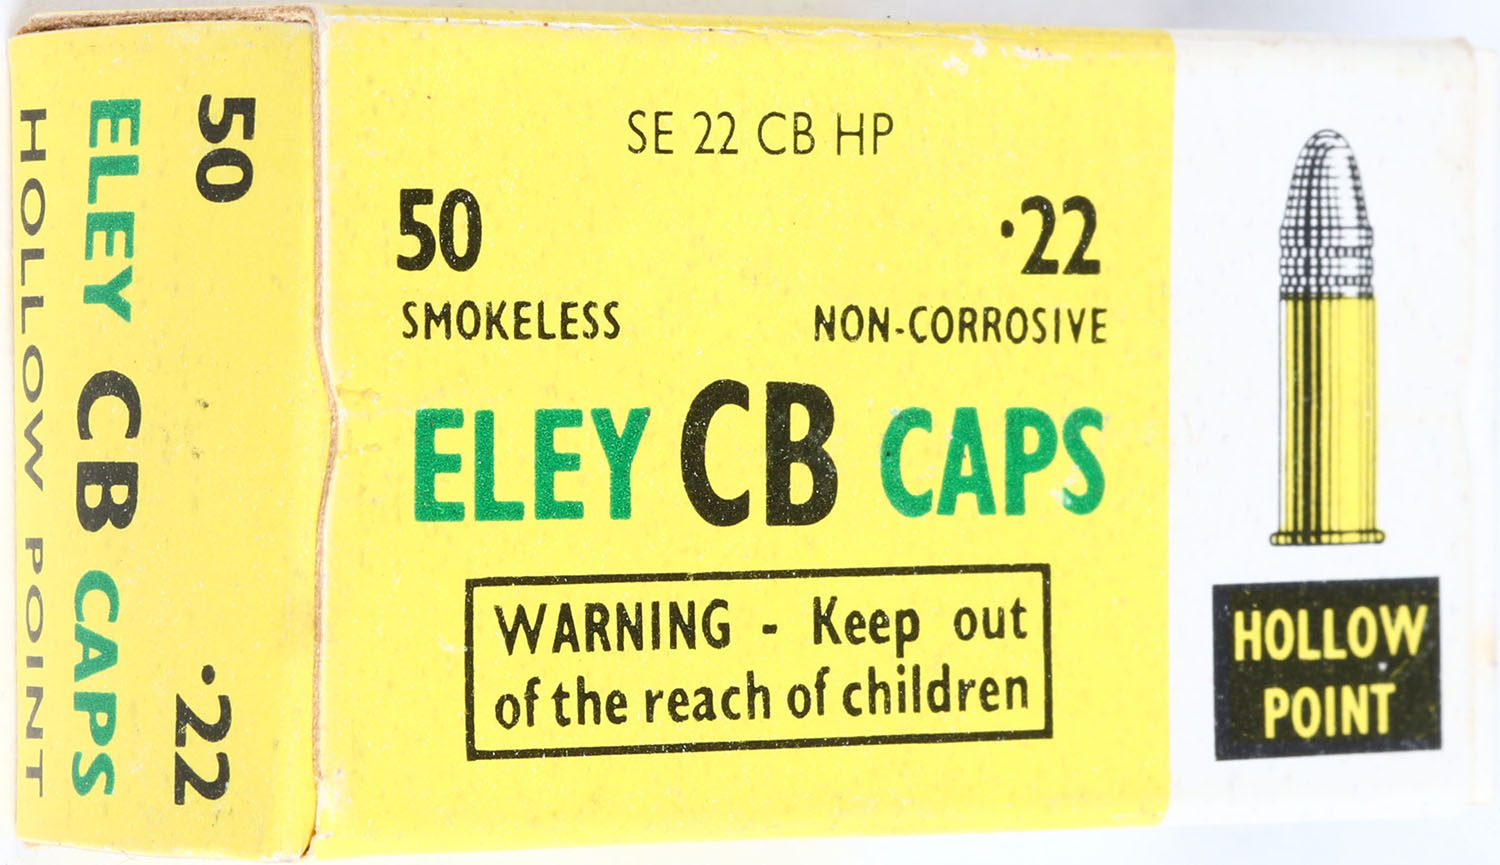 50 .22
ELEY CB CAPS
HOLLOW POINT
SE 22 CB HP
50 ·22
SMOKELESS NON-CORROSIVE
ELEY CB CAPS
WARNING - Keep out
of the reach of children
HOLLOW
POINT